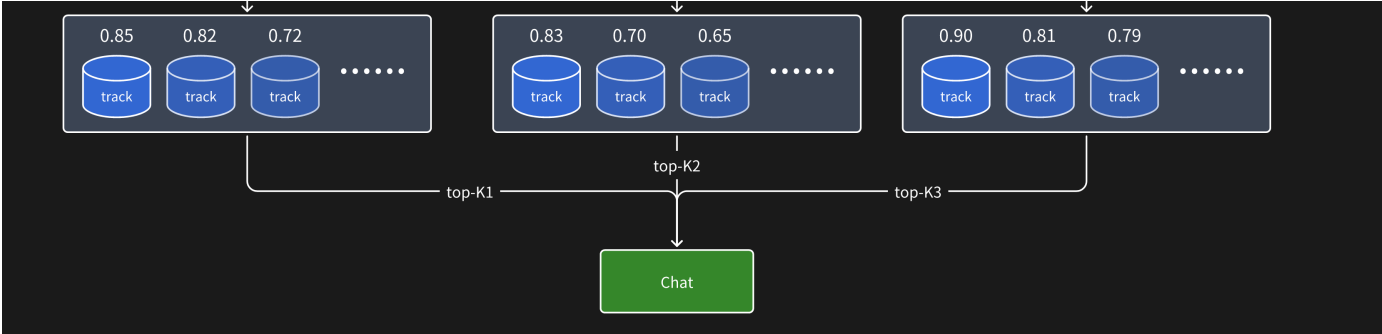 0.85 0.82 0.72
track track track ......
0.83 0.70 0.65
track track track ......
0.90 0.81 0.79
track track track ......
top-K2
top-K1
top-K3
Chat